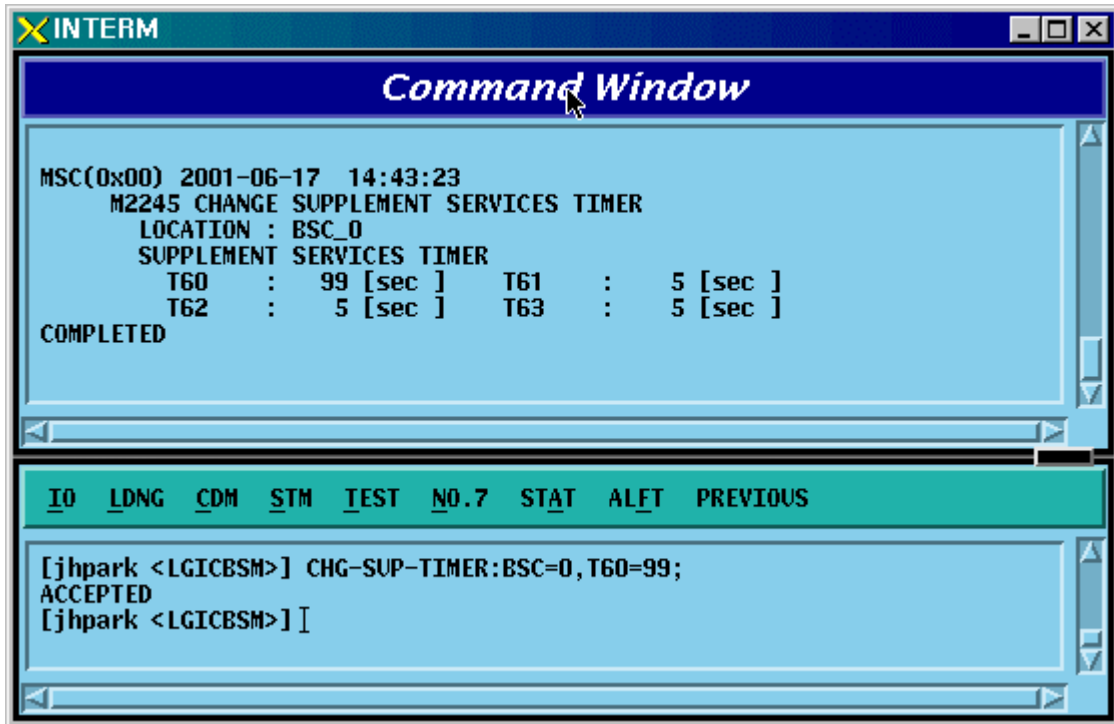 INTERM
Command Window
MSC(0x00) 2001-06-17 14:43:23
M2245 CHANGE SUPPLEMENT SERVICES TIMER
LOCATION : BSC_0
SUPPLEMENT SERVICES TIMER
T60 : 99 [sec ] T61 : 5 [sec ]
T62 : 5 [sec ] T63 : 5 [sec ]
COMPLETED
IO LDNG CDM STM TEST NO.7 STAT ALFT PREVIOUS
[jhpark <LGICBSM>] CHG-SUP-TIMER:BSC=0,T60=99;
ACCEPTED
[jhpark <LGICBSM>]